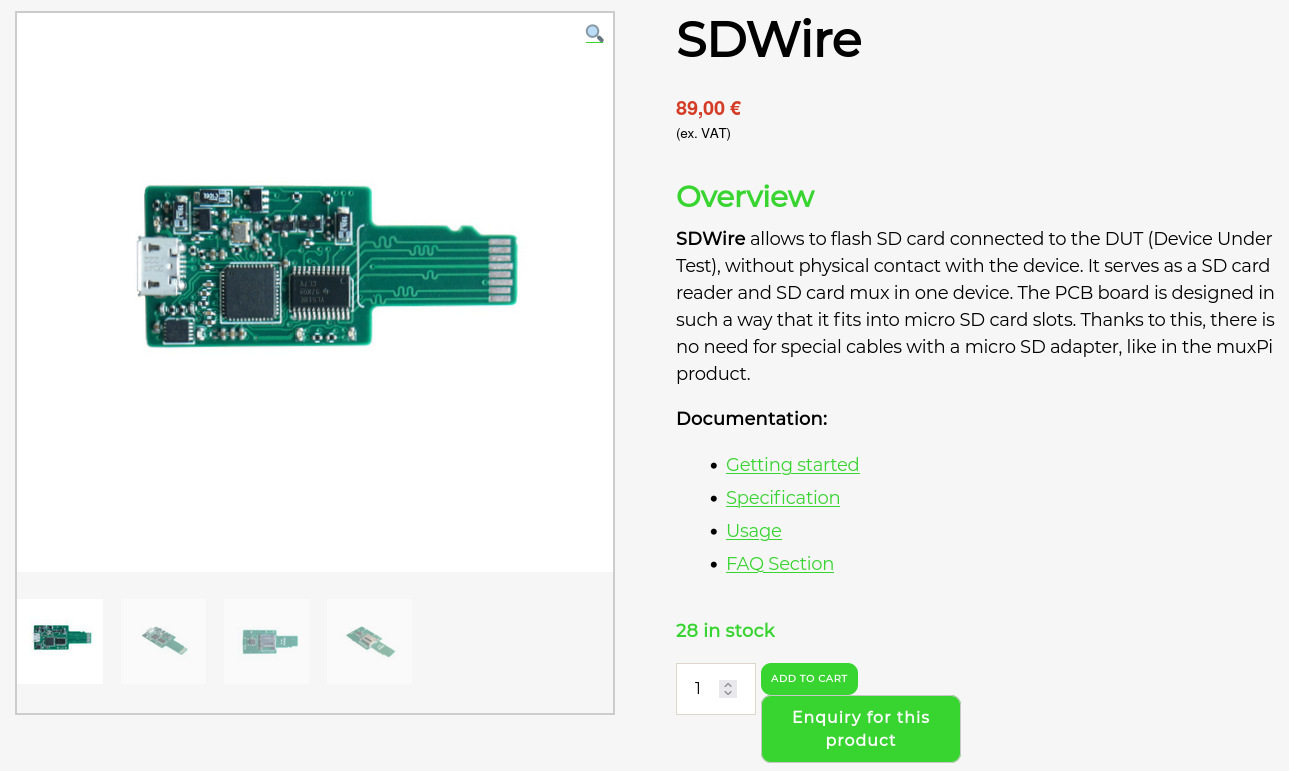 SDWire
89,00 €
(ex. VAT)
Overview
SDWire allows to flash SD card connected to the DUT (Device Under
Test), without physical contact with the device. It serves as a SD card
reader and SD card mux in one device. The PCB board is designed in
such a way that it fits into micro SD card slots. Thanks to this, there is
no need for special cables with a micro SD adapter, like in the muxPi
product.
Documentation:
Getting started
Specification
Usage
FAQ Section
28 in stock
1
ADD TO CART
Enquiry for this
product